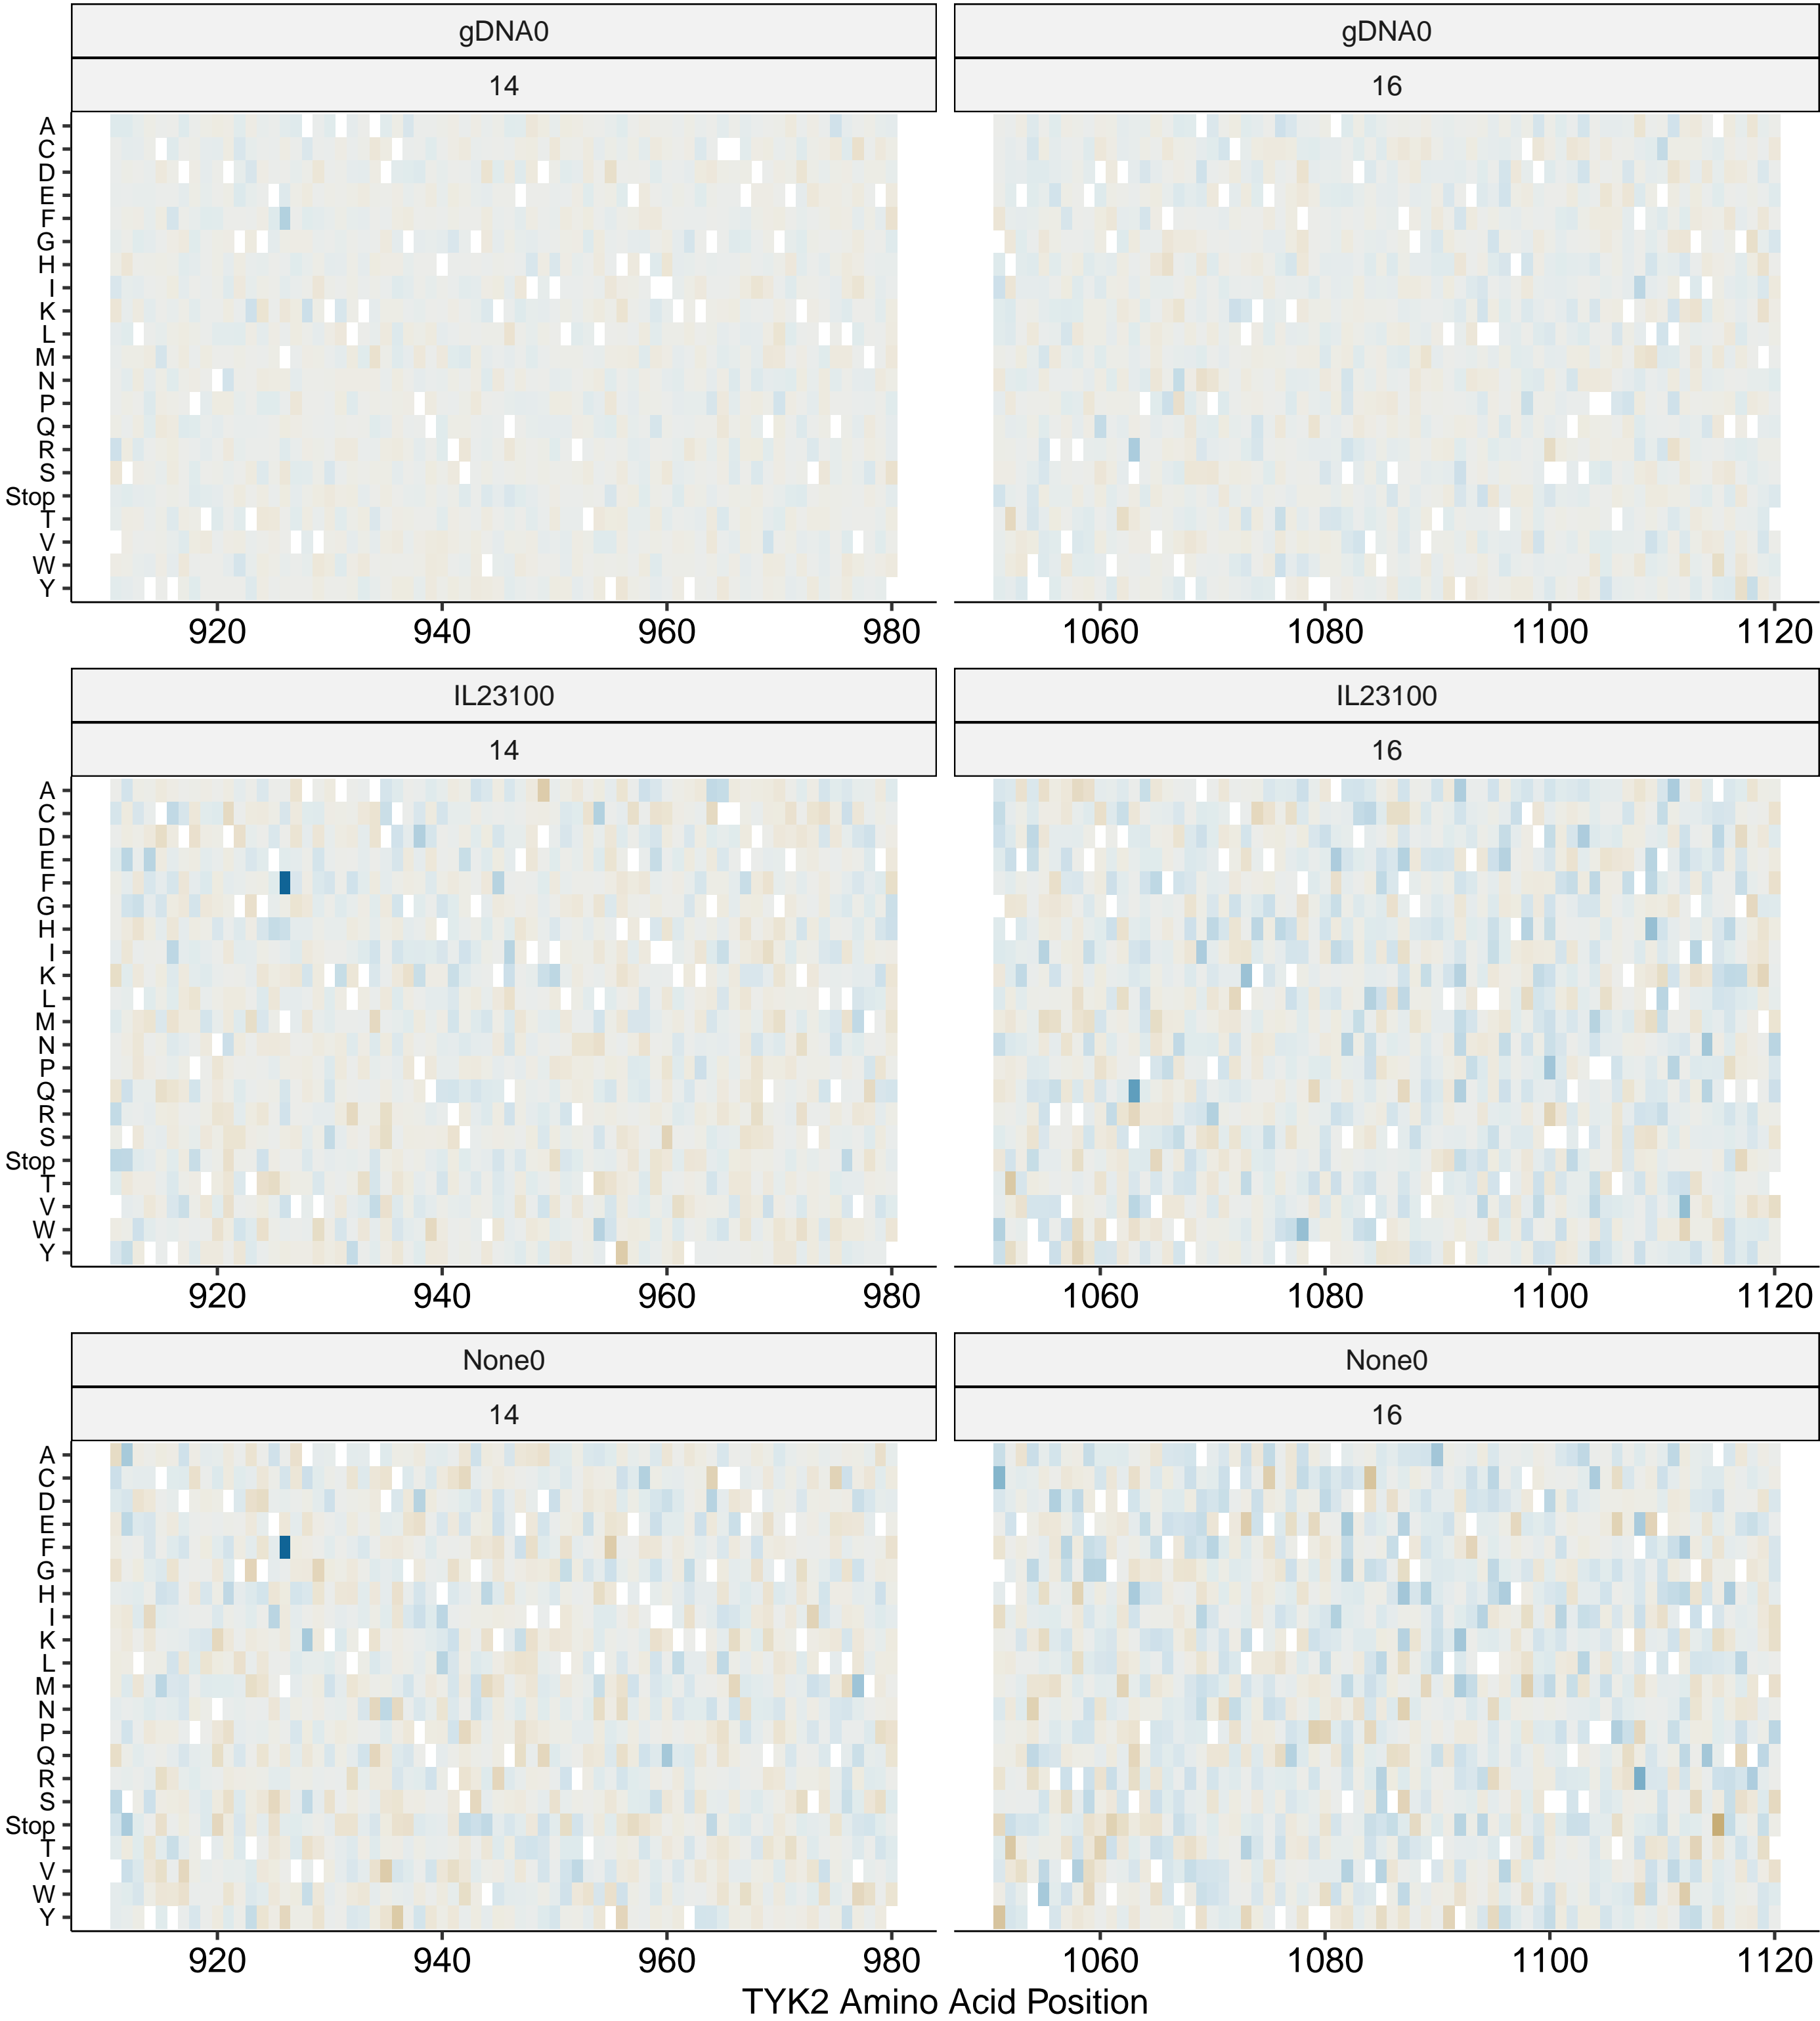 gDNA0 gDNA0
14 16
A
C
D
E
F
G
H
I
K
L
M
N
P
Q
R
S
Stop
T
V
W
Y
920 940 960 980 1060 1080 1100 1120
IL23100 IL23100
14 16
A
C
D
E
F
G
H
I
K
L
M
N
P
Q
R
S
Stop
T
V
W
Y
920 940 960 980 1060 1080 1100 1120
None0 None0
14 16
A
C
D
E
F
G
H
I
K
L
M
N
P
Q
R
S
Stop
T
V
W
Y
920 940 960 980 1060 1080 1100 1120
TYK2 Amino Acid Position